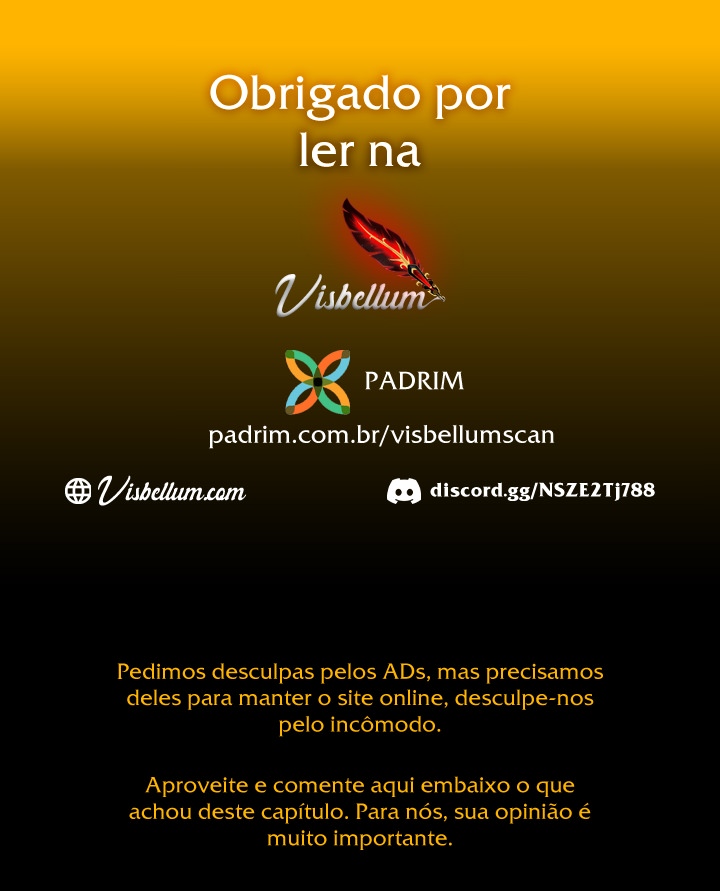 Obrigado por
ler na
Visbellum
PADRIM
padrim.com.br/visbellumscan
Visbellum.com
discord.gg/NSZE2Tj788
Pedimos desculpas pelos ADs, mas precisamos
deles para manter o site online, desculpe-nos
pelo incômodo.
Aproveite e comente aqui embaixo o que
achou deste capítulo. Para nós, sua opinião é
muito importante.